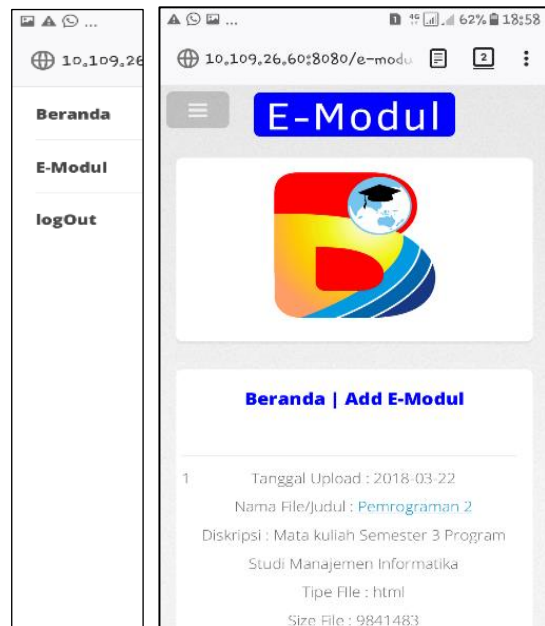 ...
10.109.26
Beranda
E-Modul
logOut
...
4G
62%
18:58
10.109.26.60:8080/e-modu
2
E-Modul
Beranda | Add E-Modul
1
Tanggal Upload : 2018-03-22
Nama File/Judul : Pemrograman 2
Diskripsi : Mata kuliah Semester 3 Program
Studi Manajemen Informatika
Tipe FIle : html
Size File : 9841483